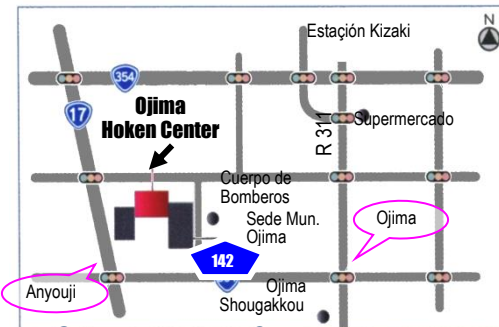 Estação Kizaki
N
354
17
Ojima
Hoken Center
R 311
Supermercado
Cuerpo de
Bomberos
Sede Mun.
Ojima
Ojima
142
Anyouji
Ojima
Shougakkou